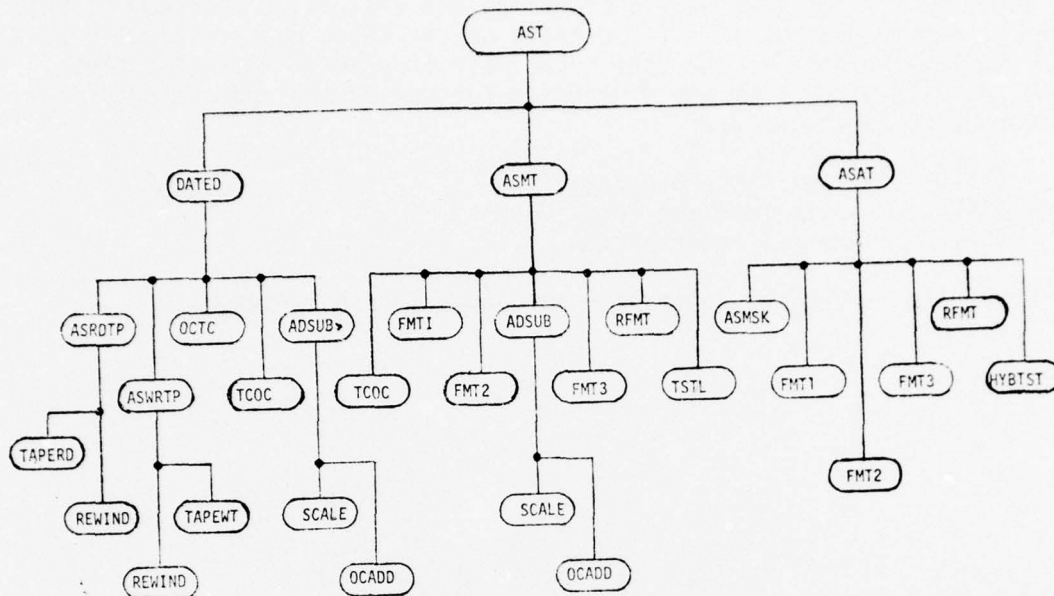 AST
DATED
ASMT
ASAT
ASRDTP
OCTC
ADSUB
FMT1
ADSUB
RFMT
ASMSK
RFMT
ASWRTP
TCOC
TCOC
FMT2
FMT3
TSTL
FMT1
FMT3
HYBTST
TAPERD
REWIND
TAPEWT
SCALE
SCALE
FMT2
REWIND
OCADD
OCADD